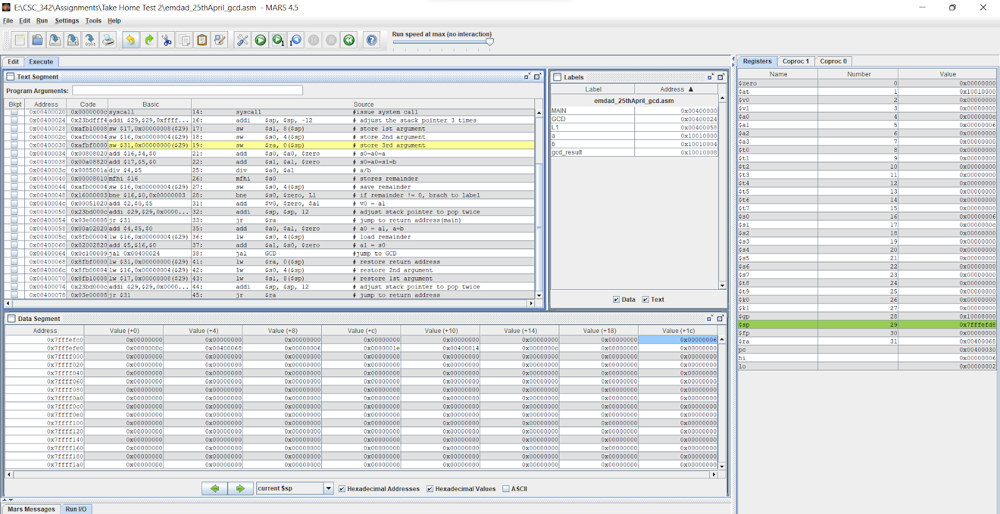 E:\CSC_342\Assignments\Take Home Test 2\emdad_25thApril_gcd.asm - MARS 4.5
File Edit Run Settings Tools Help
Run speed at max (no interaction)
Edit Execute
Text Segment
Program Arguments:
Bkpt Address Code Basic Source
0x00400020 0x0000000c syscall 14: syscall #issue system call
0x00400024 0x23bdfff4 addi $29,$29,0xffff... 16: addi $sp, $sp, -12 # adjust the stack pointer 3 times
0x00400028 0xafb10008 sw $17,0x00000008($29) 17: sw $s1, 8($sp) # store 1st argument
0x0040002c 0xafb00004 sw $16,0x00000004($29) 18: sw $s0, 4($sp) # store 2nd argument
0x00400030 0xafbf0000 sw $31,0x00000000($29) 19: sw $ra, 0($sp) # store 3rd argument
0x00400034 0x00808020 add $16,$4,$0 21: add $s0, $a0, $zero # s0=a0=a
0x00400038 0x00a08820 add $17,$5,$0 22: add $s1, $a1, $zero # s0=a0=s1=b
0x0040003c 0x0085001a div $4,$5 25: div $a0, $a1 # a/b
0x00400040 0x00008010 mfhi $16 26: mfhi $s0 # stores remainder
0x00400044 0xafb00004 sw $16,0x00000004($29) 27: sw $s0, 4($sp) # save remainder
0x00400048 0x16000003 bne $16,$0,0x00000003 28: bne $s0, $zero, L1 # if remainder != 0, brach to label
0x0040004c 0x00051020 add $2,$0,$5 31: add $v0, $zero, $a1 # v0 = a1
0x00400050 0x23bd000c addi $29,$29,0x0000... 32: addi $sp, $sp, 12 # adjust stack pointer to pop twice
0x00400054 0x03e00008 jr $31 33: jr $ra # jump to return address(main)
0x00400058 0x00a02020 add $4,$5,$0 35: add $a0, $a1, $zero # a0 = a1, a=b
0x0040005c 0x8fb00004 lw $16,0x00000004($29) 36: lw $s0, 4($sp) # load remainder
0x00400060 0x02002820 add $5,$16,$0 37: add $a1, $s0, $zero # a1 = s0
0x00400064 0x0c100009 jal 0x00400024 38: jal GCD #jump to GCD
0x00400068 0x8fbf0000 lw $31,0x00000000($29) 41: lw $ra, 0($sp) # restore return address
0x0040006c 0x8fb00004 lw $16,0x00000004($29) 42: lw $s0, 4($sp) # restore 2nd argument
0x00400070 0x8fb10008 lw $17,0x00000008($29) 43: lw $s1, 8($sp) # restore 1st argument
0x00400074 0x23bd000c addi $29,$29,0x0000... 44: addi $sp, $sp, 12 # adjust stack pointer to pop twice
0x00400078 0x03e00008 jr $31 45: jr $ra # jump to return address
Labels
Label Address ▲
emdad_25thApril_gcd.asm
MAIN 0x00400000
GCD 0x00400024
L1 0x00400058
a 0x10010000
b 0x10010004
gcd_result 0x10010008
Data Text
Data Segment
Address Value (+0) Value (+4) Value (+8) Value (+c) Value (+10) Value (+14) Value (+18) Value (+1c)
0x7fffefc0 0x00000000 0x00000000 0x00000000 0x00000000 0x00000000 0x00000000 0x00000000 0x00000006
0x7fffefe0 0x0000000c 0x00400068 0x00000006 0x0000001e 0x00400014 0x0000000c 0x00000000 0x00000000
0x7ffff000 0x00000000 0x00000000 0x00000000 0x00000000 0x00000000 0x00000000 0x00000000 0x00000000
0x7ffff020 0x00000000 0x00000000 0x00000000 0x00000000 0x00000000 0x00000000 0x00000000 0x00000000
0x7ffff040 0x00000000 0x00000000 0x00000000 0x00000000 0x00000000 0x00000000 0x00000000 0x00000000
0x7ffff060 0x00000000 0x00000000 0x00000000 0x00000000 0x00000000 0x00000000 0x00000000 0x00000000
0x7ffff080 0x00000000 0x00000000 0x00000000 0x00000000 0x00000000 0x00000000 0x00000000 0x00000000
0x7ffff0a0 0x00000000 0x00000000 0x00000000 0x00000000 0x00000000 0x00000000 0x00000000 0x00000000
0x7ffff0c0 0x00000000 0x00000000 0x00000000 0x00000000 0x00000000 0x00000000 0x00000000 0x00000000
0x7ffff0e0 0x00000000 0x00000000 0x00000000 0x00000000 0x00000000 0x00000000 0x00000000 0x00000000
0x7ffff100 0x00000000 0x00000000 0x00000000 0x00000000 0x00000000 0x00000000 0x00000000 0x00000000
0x7ffff120 0x00000000 0x00000000 0x00000000 0x00000000 0x00000000 0x00000000 0x00000000 0x00000000
0x7ffff140 0x00000000 0x00000000 0x00000000 0x00000000 0x00000000 0x00000000 0x00000000 0x00000000
0x7ffff160 0x00000000 0x00000000 0x00000000 0x00000000 0x00000000 0x00000000 0x00000000 0x00000000
0x7ffff180 0x00000000 0x00000000 0x00000000 0x00000000 0x00000000 0x00000000 0x00000000 0x00000000
0x7ffff1a0 0x00000000 0x00000000 0x00000000 0x00000000 0x00000000 0x00000000 0x00000000 0x00000000
current $sp Hexadecimal Addresses Hexadecimal Values ASCII
Mars Messages Run I/O
Registers Coproc 1 Coproc 0
Name Number Value
$zero 0 0x00000000
$at 1 0x10010000
$v0 2 0x00000000
$v1 3 0x00000000
$a0 4 0x0000000c
$a1 5 0x00000006
$a2 6 0x00000000
$a3 7 0x00000000
$t0 8 0x00000000
$t1 9 0x00000000
$t2 10 0x00000000
$t3 11 0x00000000
$t4 12 0x00000000
$t5 13 0x00000000
$t6 14 0x00000000
$t7 15 0x00000000
$s0 16 0x00000006
$s1 17 0x0000000c
$s2 18 0x00000000
$s3 19 0x00000000
$s4 20 0x00000000
$s5 21 0x00000000
$s6 22 0x00000000
$s7 23 0x00000000
$t8 24 0x00000000
$t9 25 0x00000000
$k0 26 0x00000000
$k1 27 0x00000000
$gp 28 0x10008000
$sp 29 0x7fffefd8
$fp 30 0x00000000
$ra 31 0x00400068
pc 0x00400030
hi 0x00000006
lo 0x00000002